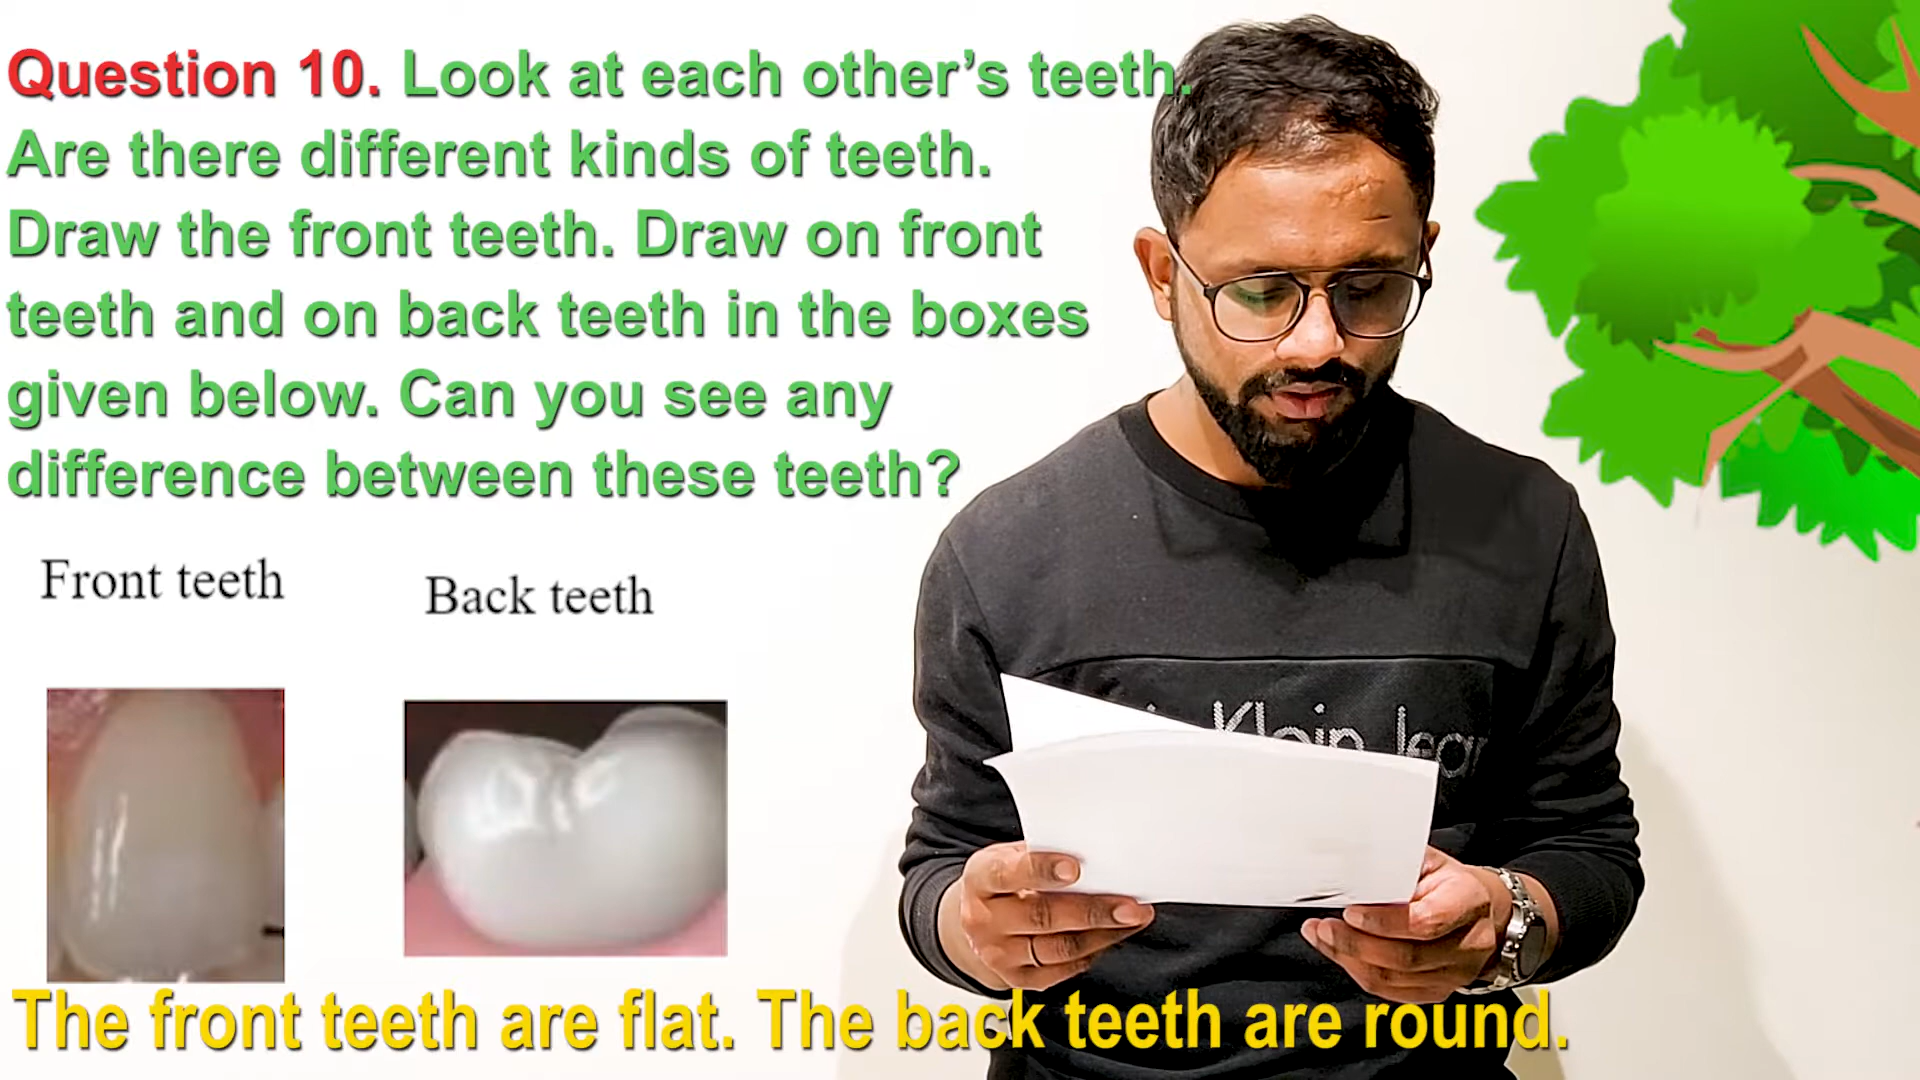 Question 10. Look at each other’s teeth.
Are there different kinds of teeth.
Draw the front teeth. Draw on front
teeth and on back teeth in the boxes
given below. Can you see any
difference between these teeth?
Front teeth
Back teeth
Klein Jean
The front teeth are flat. The back teeth are round.